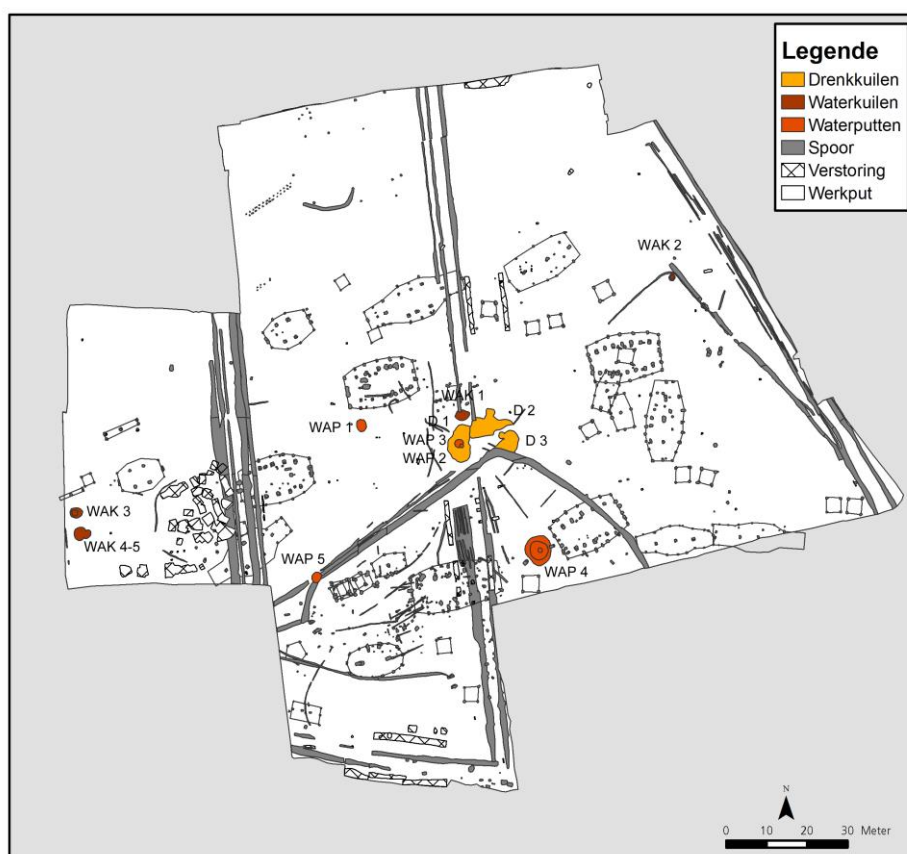 Legende
Drenkkuilen
Waterkuilen
Waterputten
Spoor
Verstoring
Werkput
WAK 2
WAK 1
D 1
D 2
WAP 1
WAP 3
D 3
WAP 2
WAK 3
WAK 4-5
WAP 5
WAP 4
N
0 10 20 30 Meter